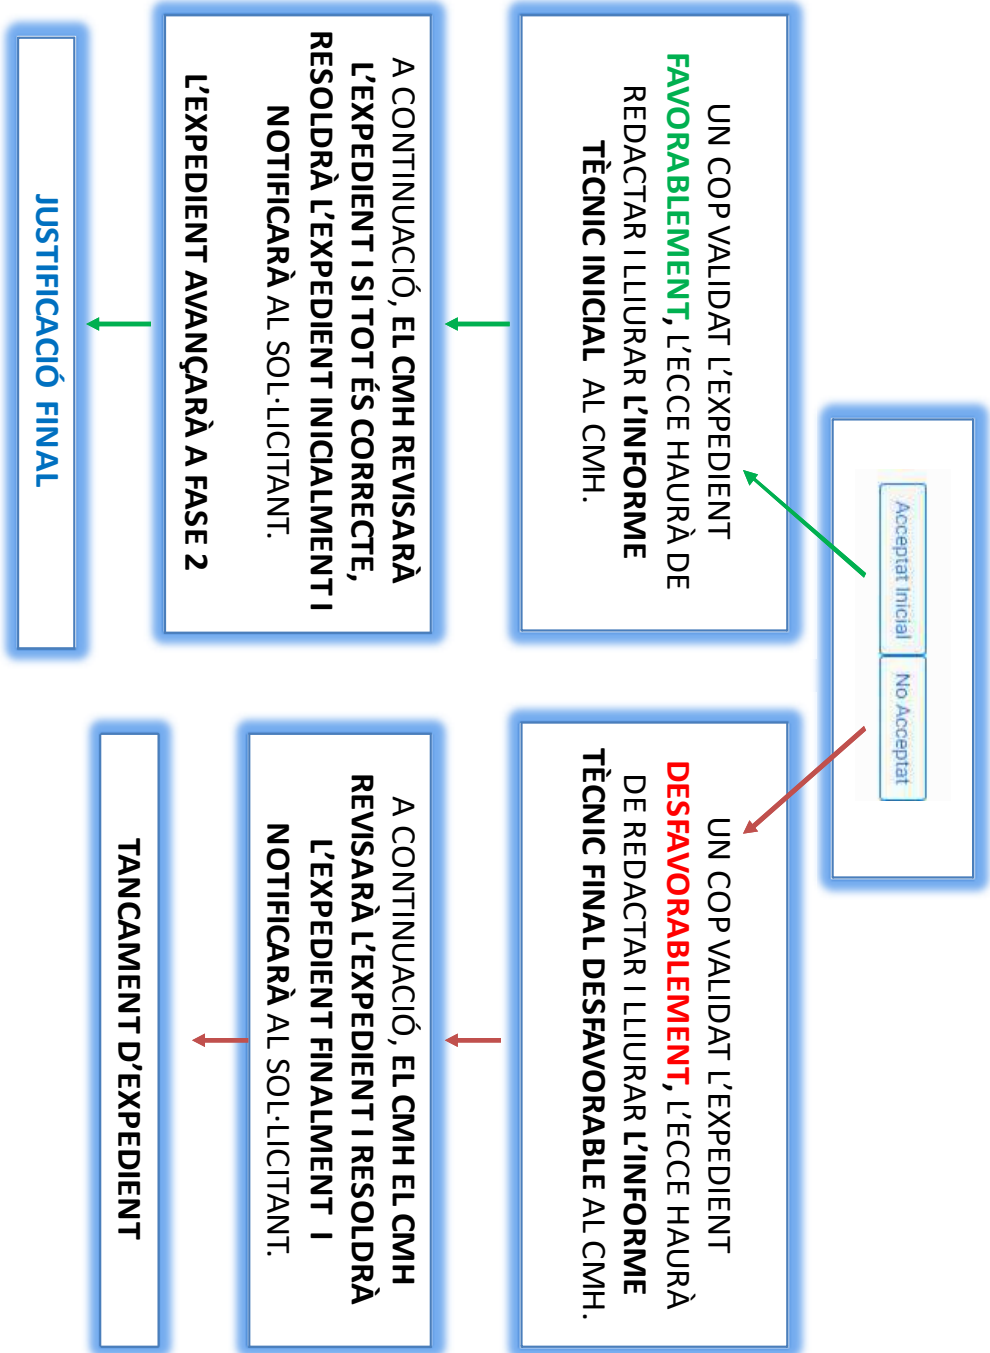 Acceptat Inicial
No Acceptat
UN COP VALIDAT L’EXPEDIENT
FAVORABLEMENT, L’ECCE HAURÀ DE
REDACTAR I LLIURAR L’INFORME
TÈCNIC INICIAL AL CMH.
A CONTINUACIÓ, EL CMH REVISARÀ
L’EXPEDIENT I SI TOT ÉS CORRECTE,
RESOLDRÀ L’EXPEDIENT INICIALMENT I
NOTIFICARÀ AL SOL·LICITANT.
L’EXPEDIENT AVANÇARÀ A FASE 2
JUSTIFICACIÓ FINAL
UN COP VALIDAT L’EXPEDIENT
DESFAVORABLEMENT, L’ECCE HAURÀ
DE REDACTAR I LLIURAR L’INFORME
TÈCNIC FINAL DESFAVORABLE AL CMH.
A CONTINUACIÓ, EL CMH EL CMH
REVISARÀ L’EXPEDIENT I RESOLDRÀ
L’EXPEDIENT FINALMENT I
NOTIFICARÀ AL SOL·LICITANT.
TANCAMENT D’EXPEDIENT